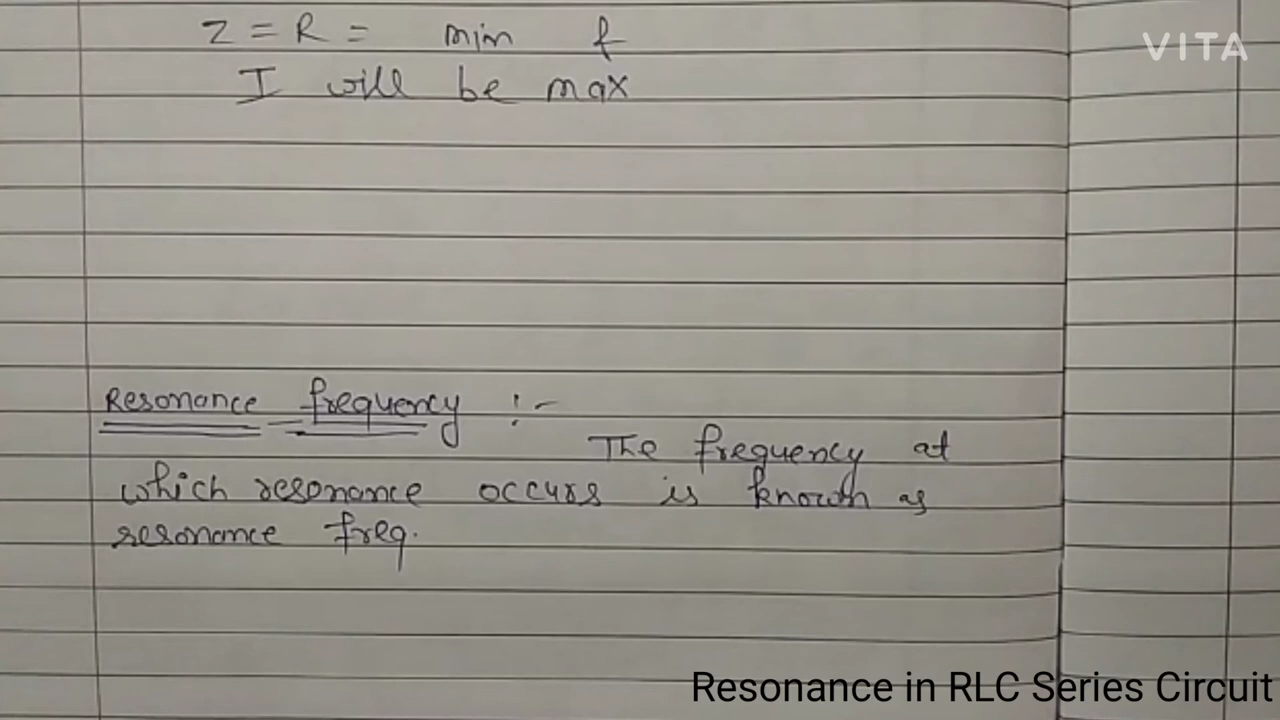 Z = R = min &
I will be max
VITA
Resonance frequency :-
The frequency at
which resonance occurs is known as
resonance freq.
Resonance in RLC Series Circuit